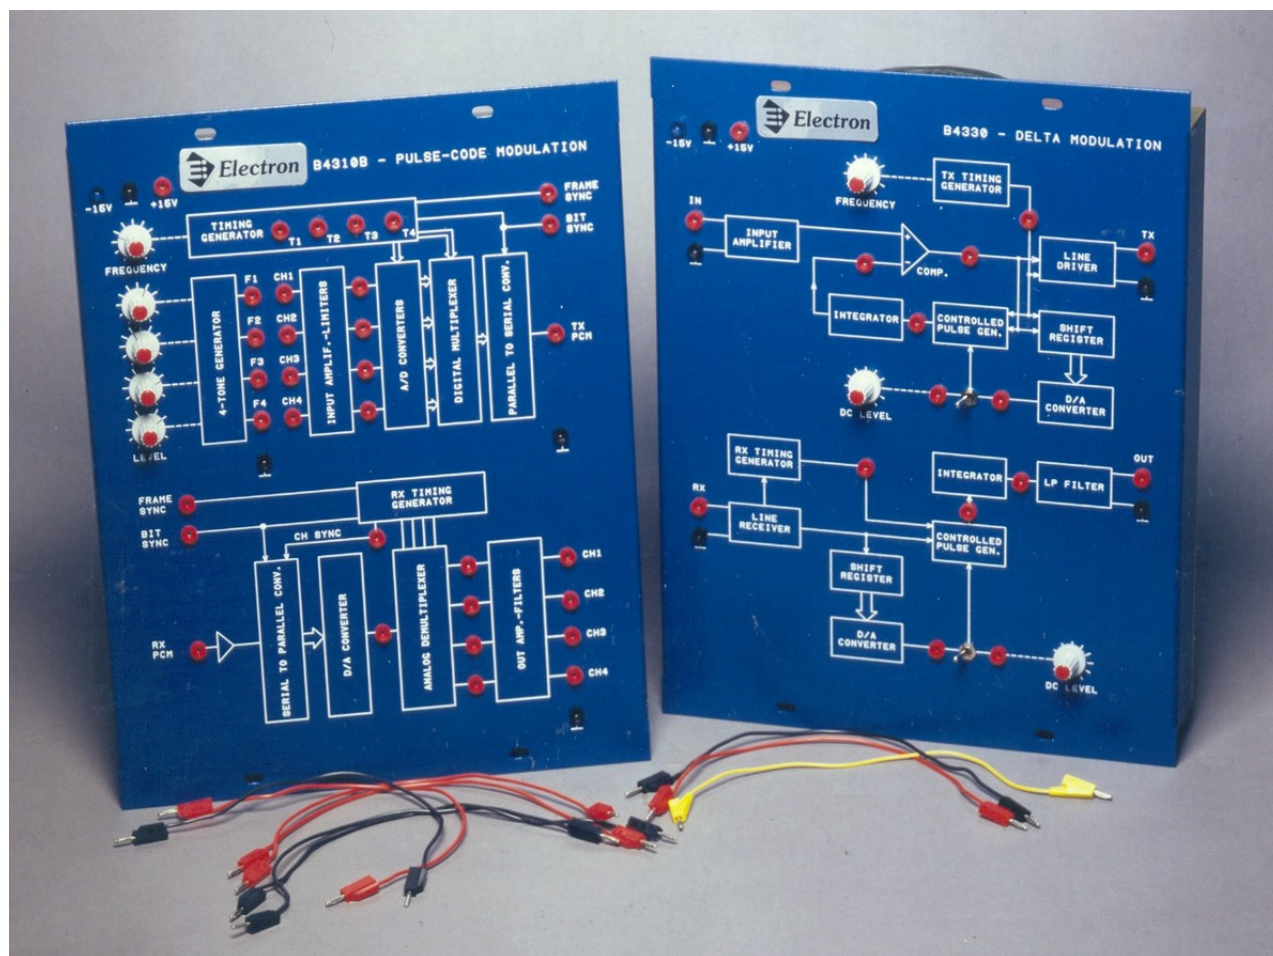 Electron
B4310B - PULSE-CODE MODULATION
-15V
+15V
FRAME
SYNC
BIT
SYNC
TIMING
GENERATOR
T1
T2
T3
T4
FREQUENCY
4-TONE GENERATOR
F1
F2
F3
F4
CH1
CH2
CH3
CH4
INPUT AMPLIF.-LIMITERS
A/D CONVERTERS
DIGITAL MULTIPLEXER
PARALLEL TO SERIAL CONV.
TX
PCM
LEVEL
FRAME
SYNC
BIT
SYNC
RX TIMING
GENERATOR
CH SYNC
RX
PCM
SERIAL TO PARALLEL CONV.
D/A CONVERTER
ANALOG DEMULTIPLEXER
OUT AMP.-FILTERS
CH1
CH2
CH3
CH4
Electron
B4330 - DELTA MODULATION
-15V
+15V
FREQUENCY
TX TIMING
GENERATOR
IN
INPUT
AMPLIFIER
+
-
COMP.
LINE
DRIVER
TX
INTEGRATOR
CONTROLLED
PULSE GEN.
SHIFT
REGISTER
DC LEVEL
D/A
CONVERTER
RX TIMING
GENERATOR
RX
LINE
RECEIVER
INTEGRATOR
LP FILTER
OUT
CONTROLLED
PULSE GEN.
SHIFT
REGISTER
D/A
CONVERTER
DC LEVEL